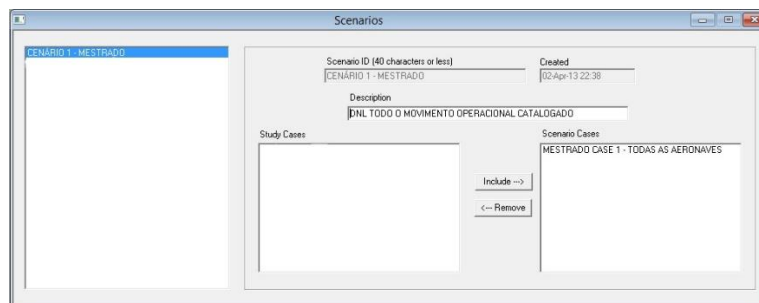 Scenarios
CENÁRIO 1 - MESTRADO
Scenario ID (40 characters or less)
Created
CENÁRIO 1 - MESTRADO
02-Apr-13 22:38
Description
DNL TODO O MOVIMENTO OPERACIONAL CATALOGADO
Study Cases
Scenario Cases
MESTRADO CASE 1 - TODAS AS AERONAVES
Include -->
<-- Remove